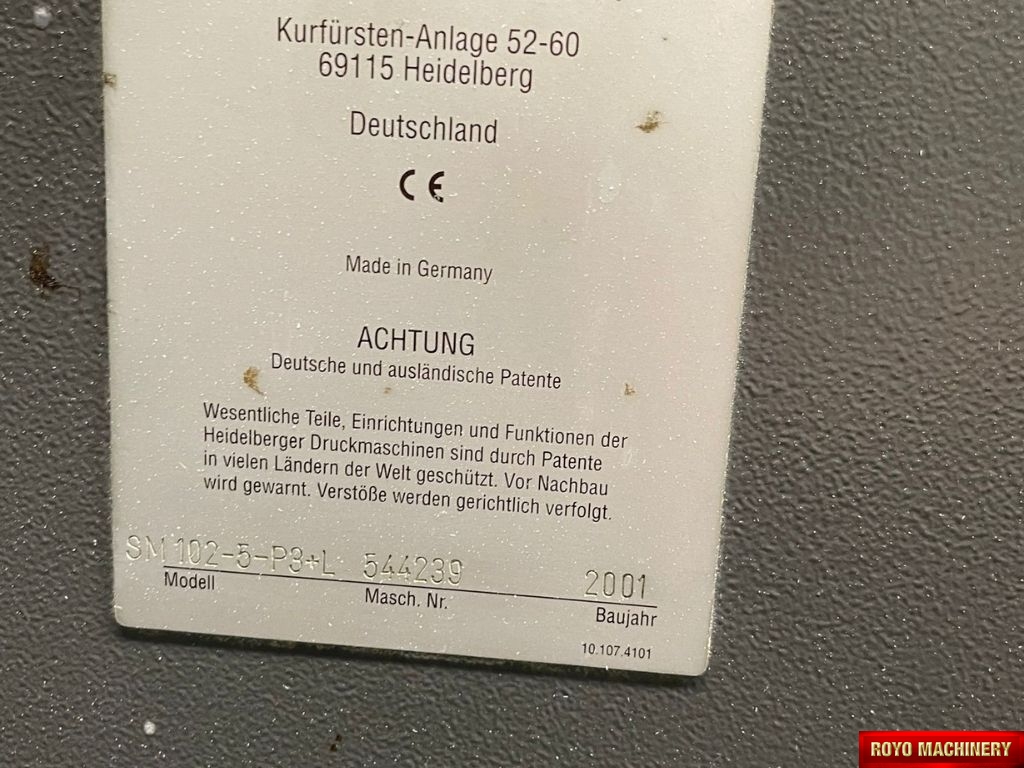 Kurfürsten-Anlage 52-60
69115 Heidelberg
Deutschland
CE
Made in Germany
ACHTUNG
Deutsche und ausländische Patente
Wesentliche Teile, Einrichtungen und Funktionen der
Heidelberger Druckmaschinen sind durch Patente
in vielen Ländern der Welt geschützt. Vor Nachbau
wird gewarnt. Verstöße werden gerichtlich verfolgt.
SM102-5-P3+L 544239 2001
Modell Masch. Nr. Baujahr
10.107.4101
ROYO MACHINERY